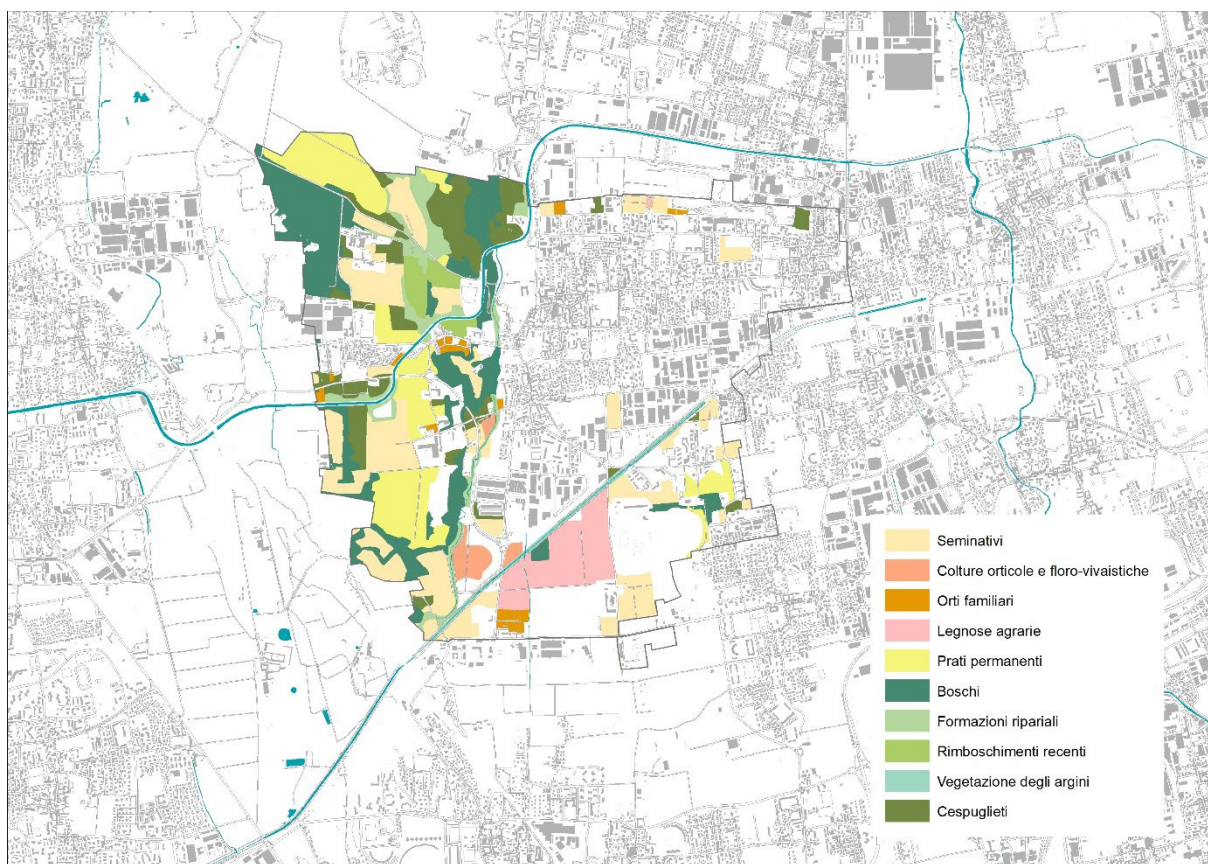 Seminativi
Colture orticole e floro-vivaistiche
Orti familiari
Legnose agrarie
Prati permanenti
Boschi
Formazioni ripariali
Rimboschimenti recenti
Vegetazione degli argini
Cespuglieti